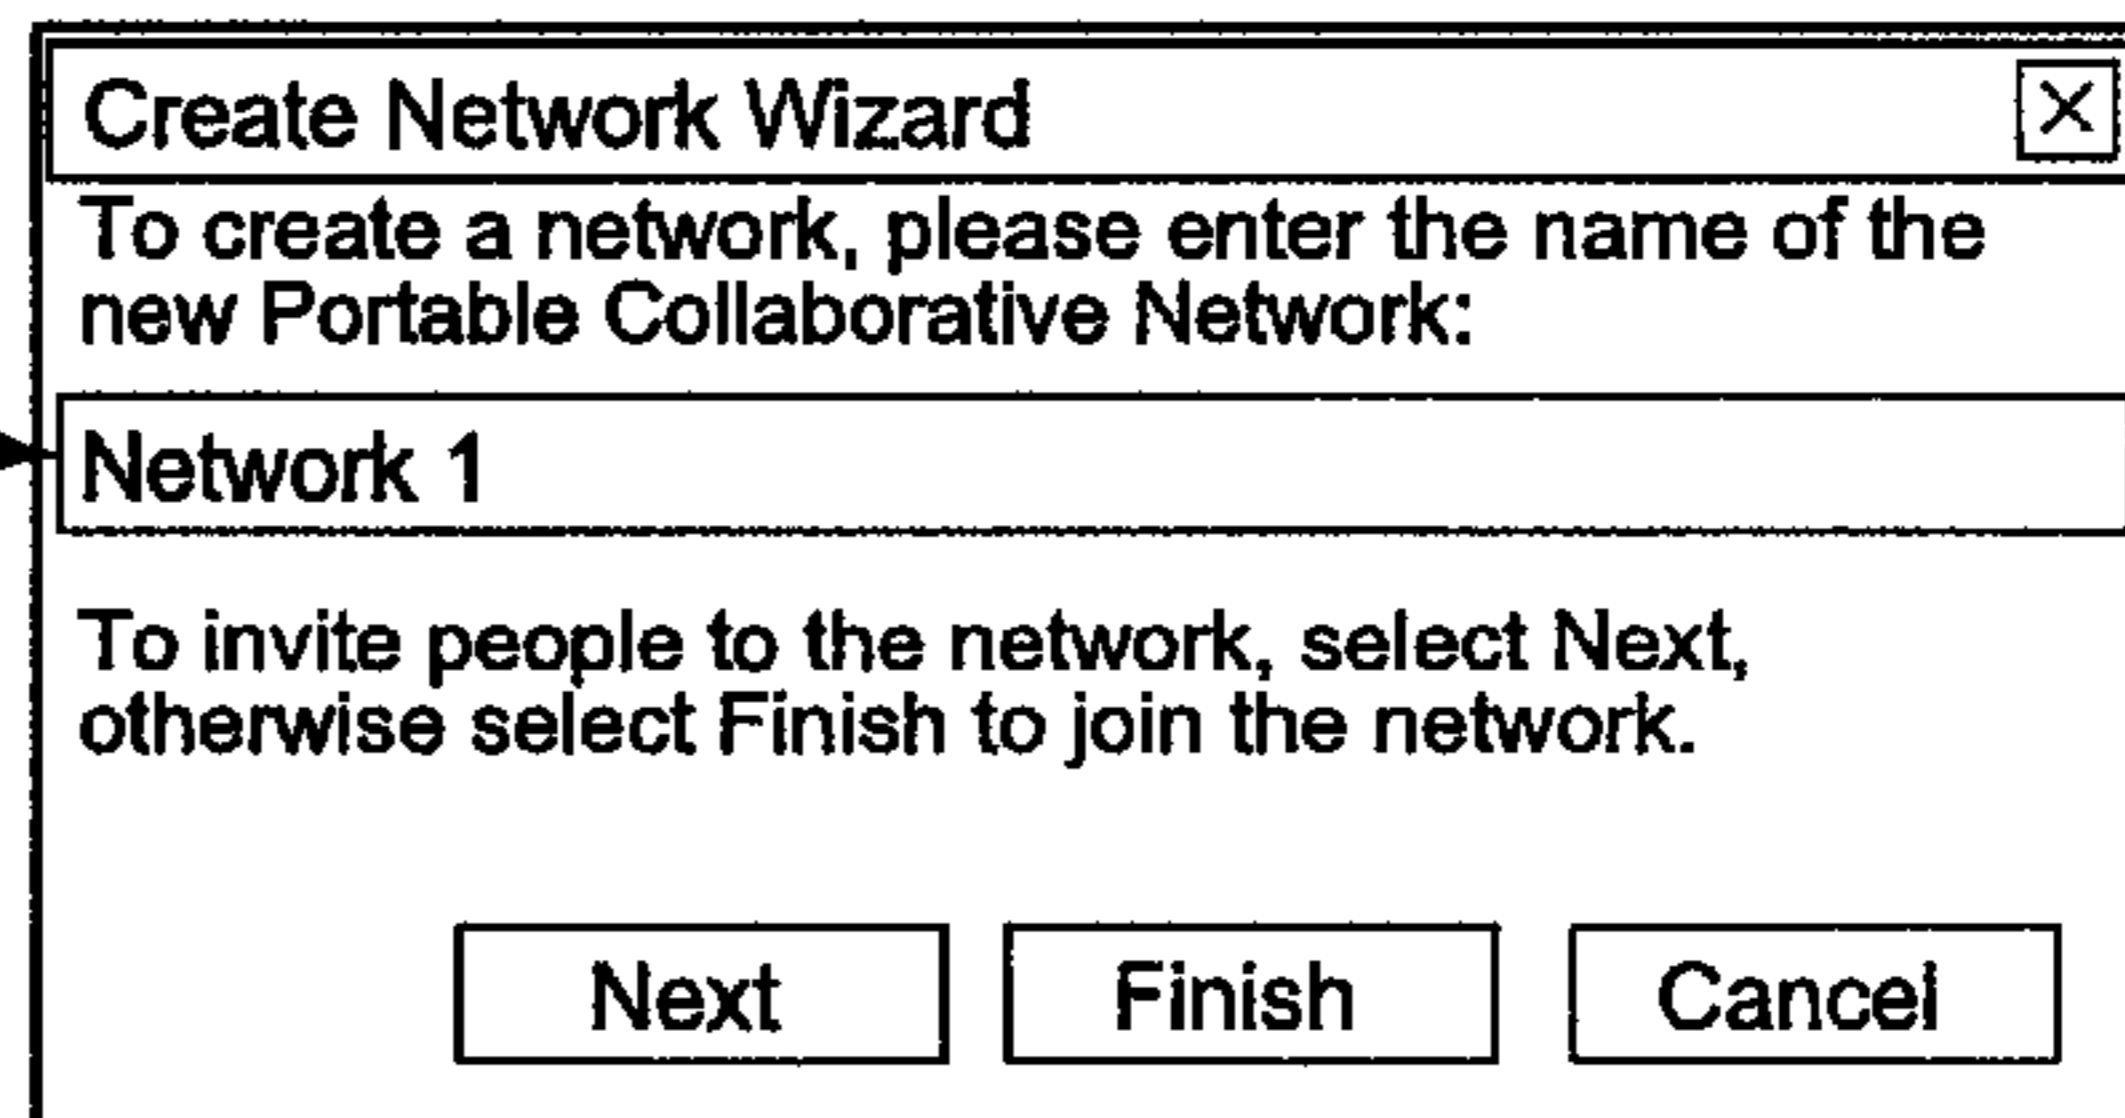 Create Network Wizard
To create a network, please enter the name of the
new Portable Collaborative Network:
Network 1
To invite people to the network, select Next,
otherwise select Finish to join the network.
Next Finish Cancel